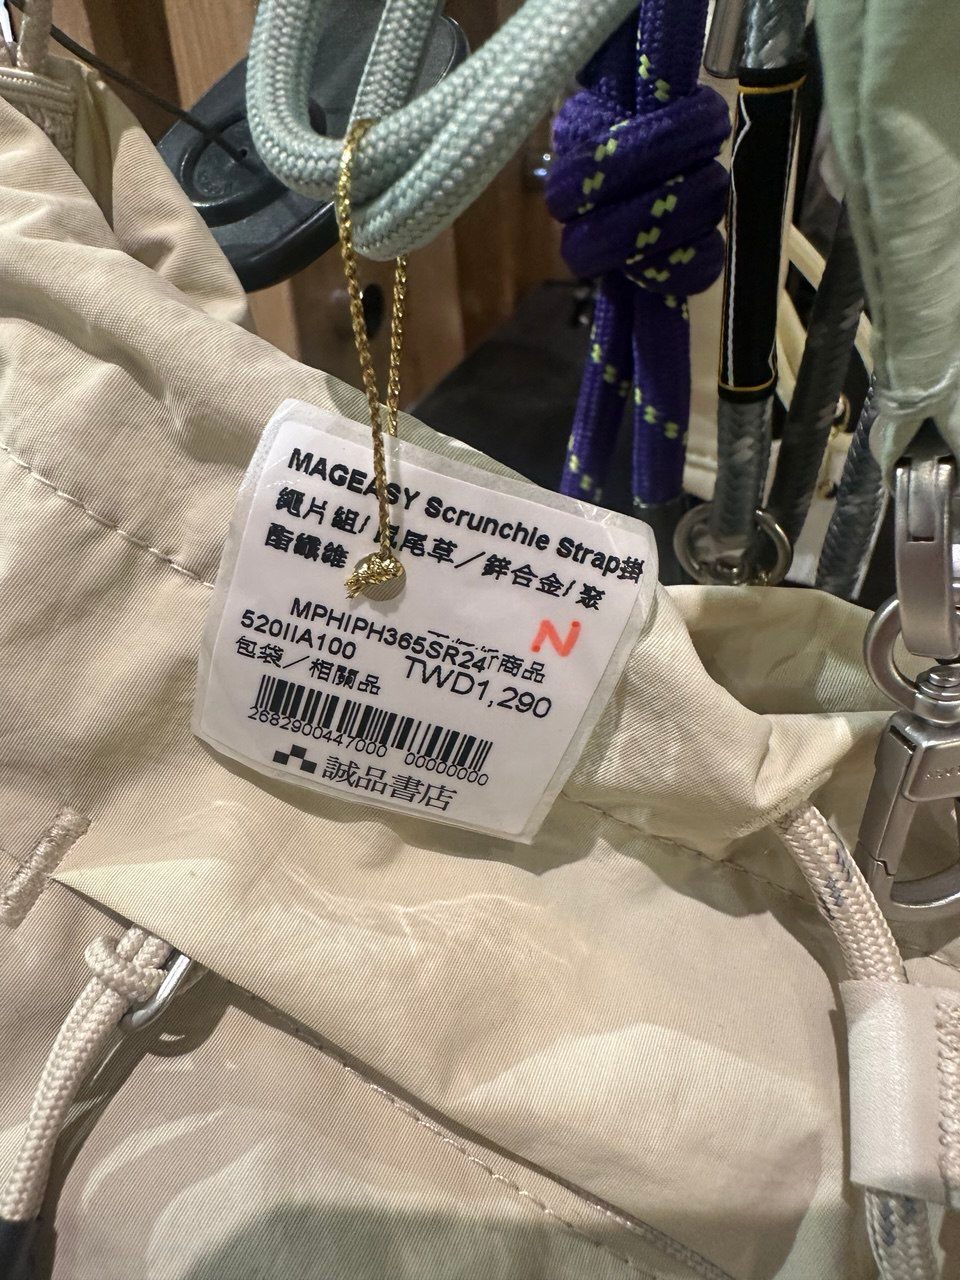 MAGEASY Scrunchie Strap掛
繩片組/鼠尾草／鋅合金/聚
酯纖維
N
MPHIPH365SR24 商品
520IIA100 TWD1,290
包袋／相關品
2682900447000 00000000
誠品書店